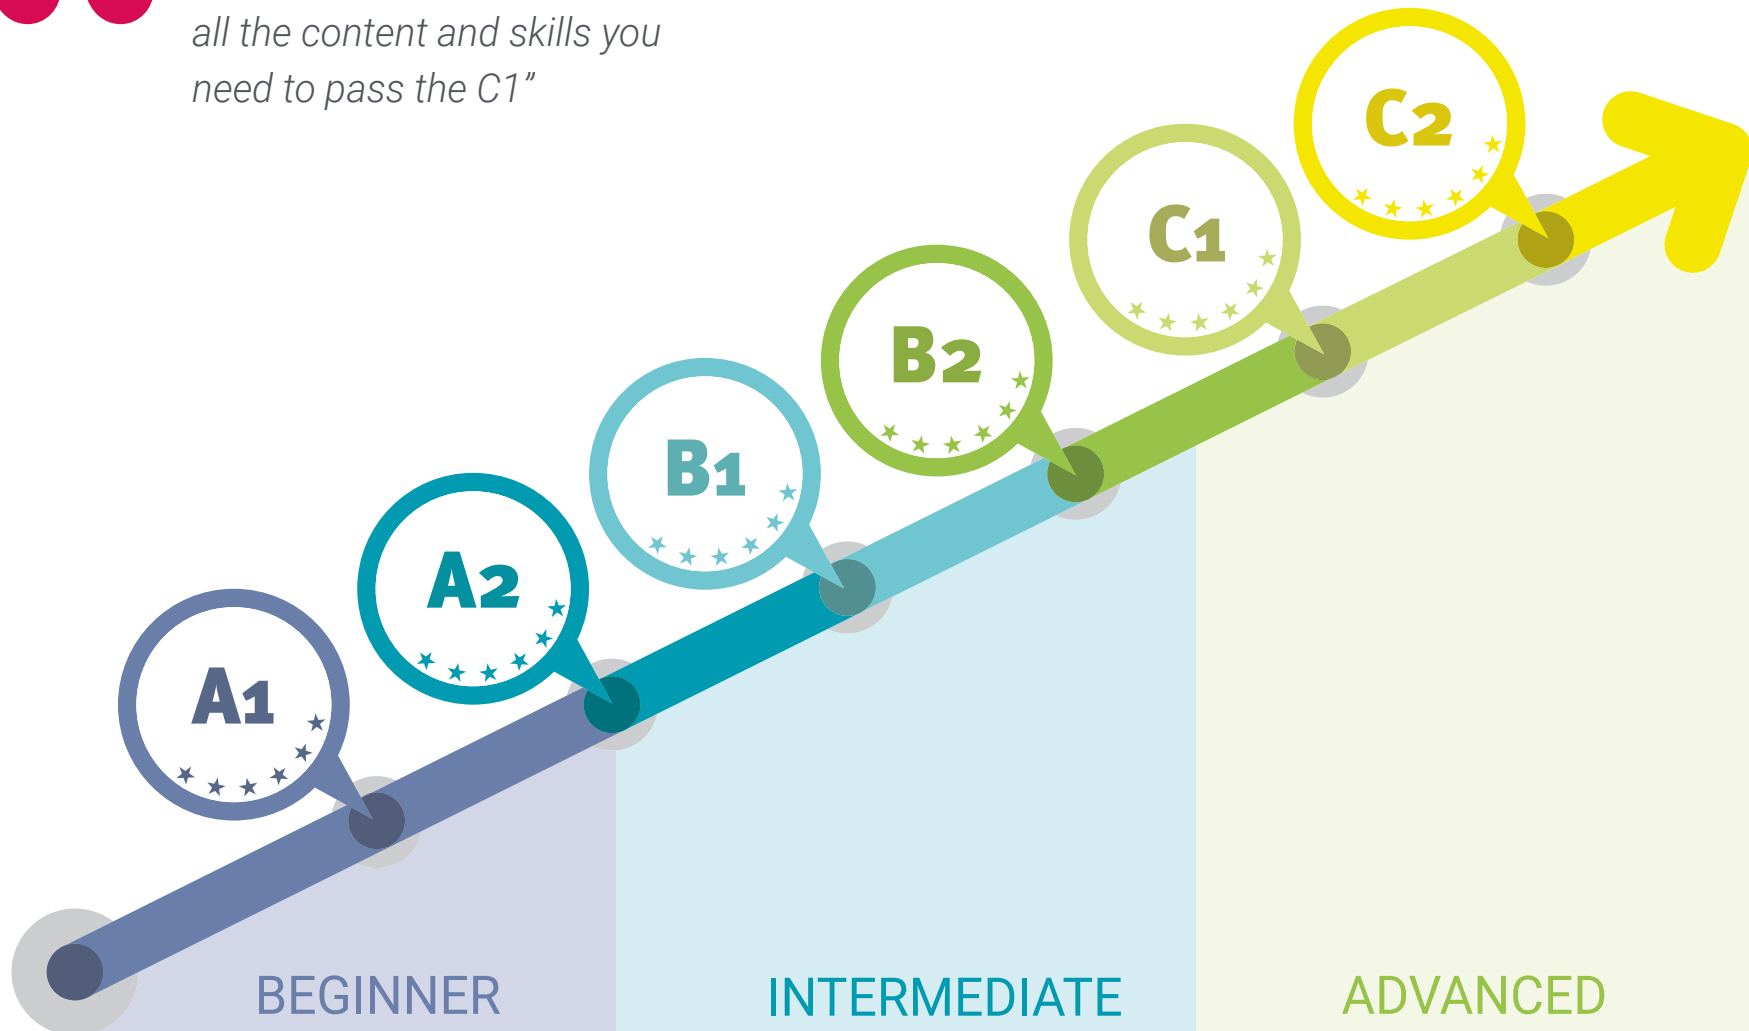 all the content and skills you
need to pass the C1”
C2
C1
B2
B1
A2
A1
BEGINNER
INTERMEDIATE
ADVANCED